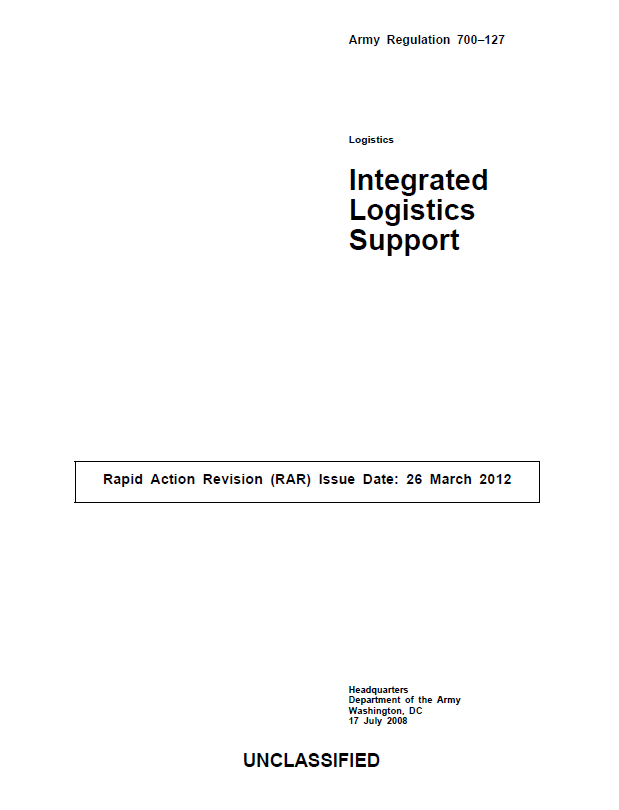 Army Regulation 700–127
Logistics
Integrated
Logistics
Support
Rapid Action Revision (RAR) Issue Date: 26 March 2012
Headquarters
Department of the Army
Washington, DC
17 July 2008
UNCLASSIFIED